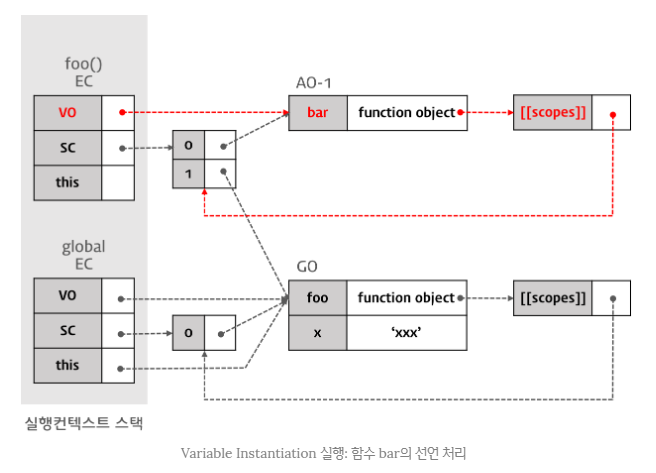 foo()
EC
VO
SC
this
0
1
AO-1
bar function object
[[scopes]]
global
EC
VO
SC
this
0
GO
foo function object
x ‘xxx’
[[scopes]]
실행컨텍스트 스택
Variable Instantiation 실행: 함수 bar의 선언 처리